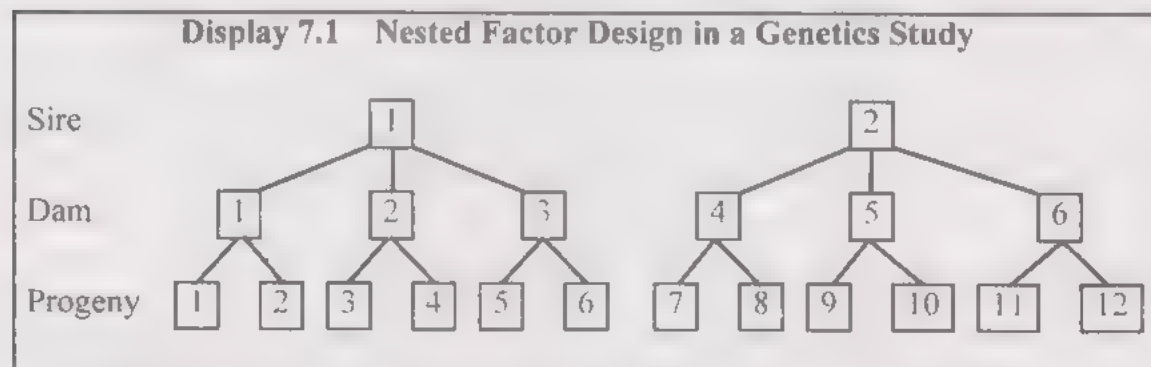 Display 7.1 Nested Factor Design in a Genetics Study
Sire 1 2
Dam 1 2 3 4 5 6
Progeny 1 2 3 4 5 6 7 8 9 10 11 12